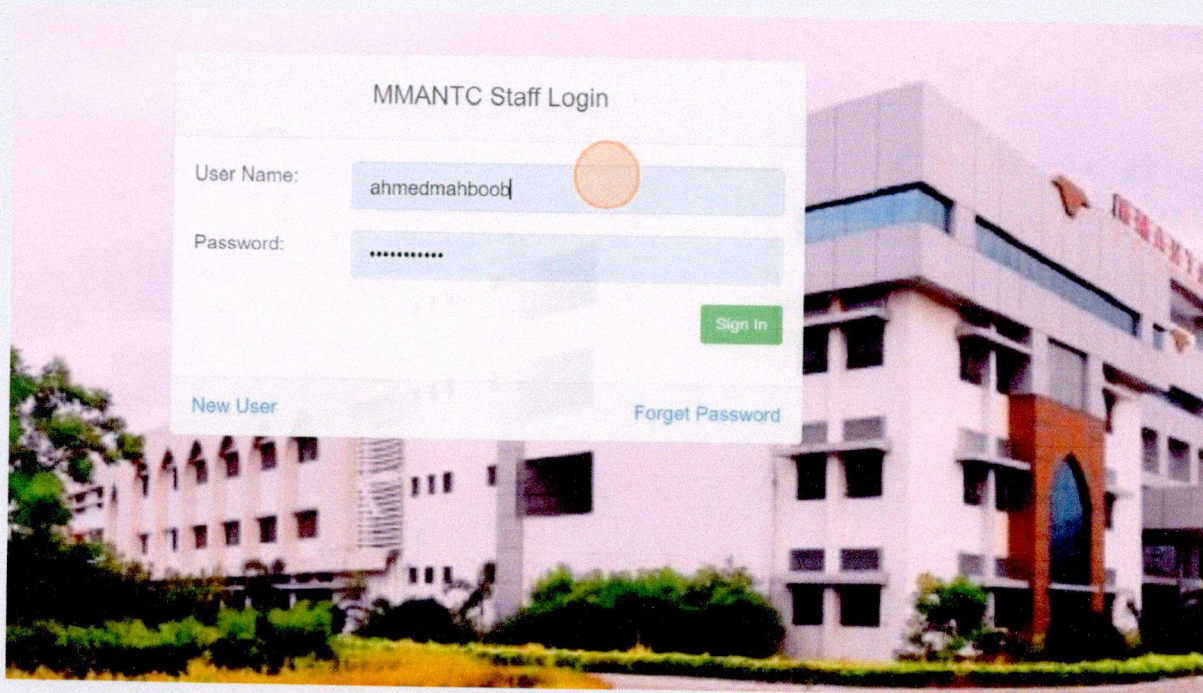 MMANTC Staff Login
User Name:
ahmedmahboob
Password:
•••••••••••
Sign In
New User
Forget Password